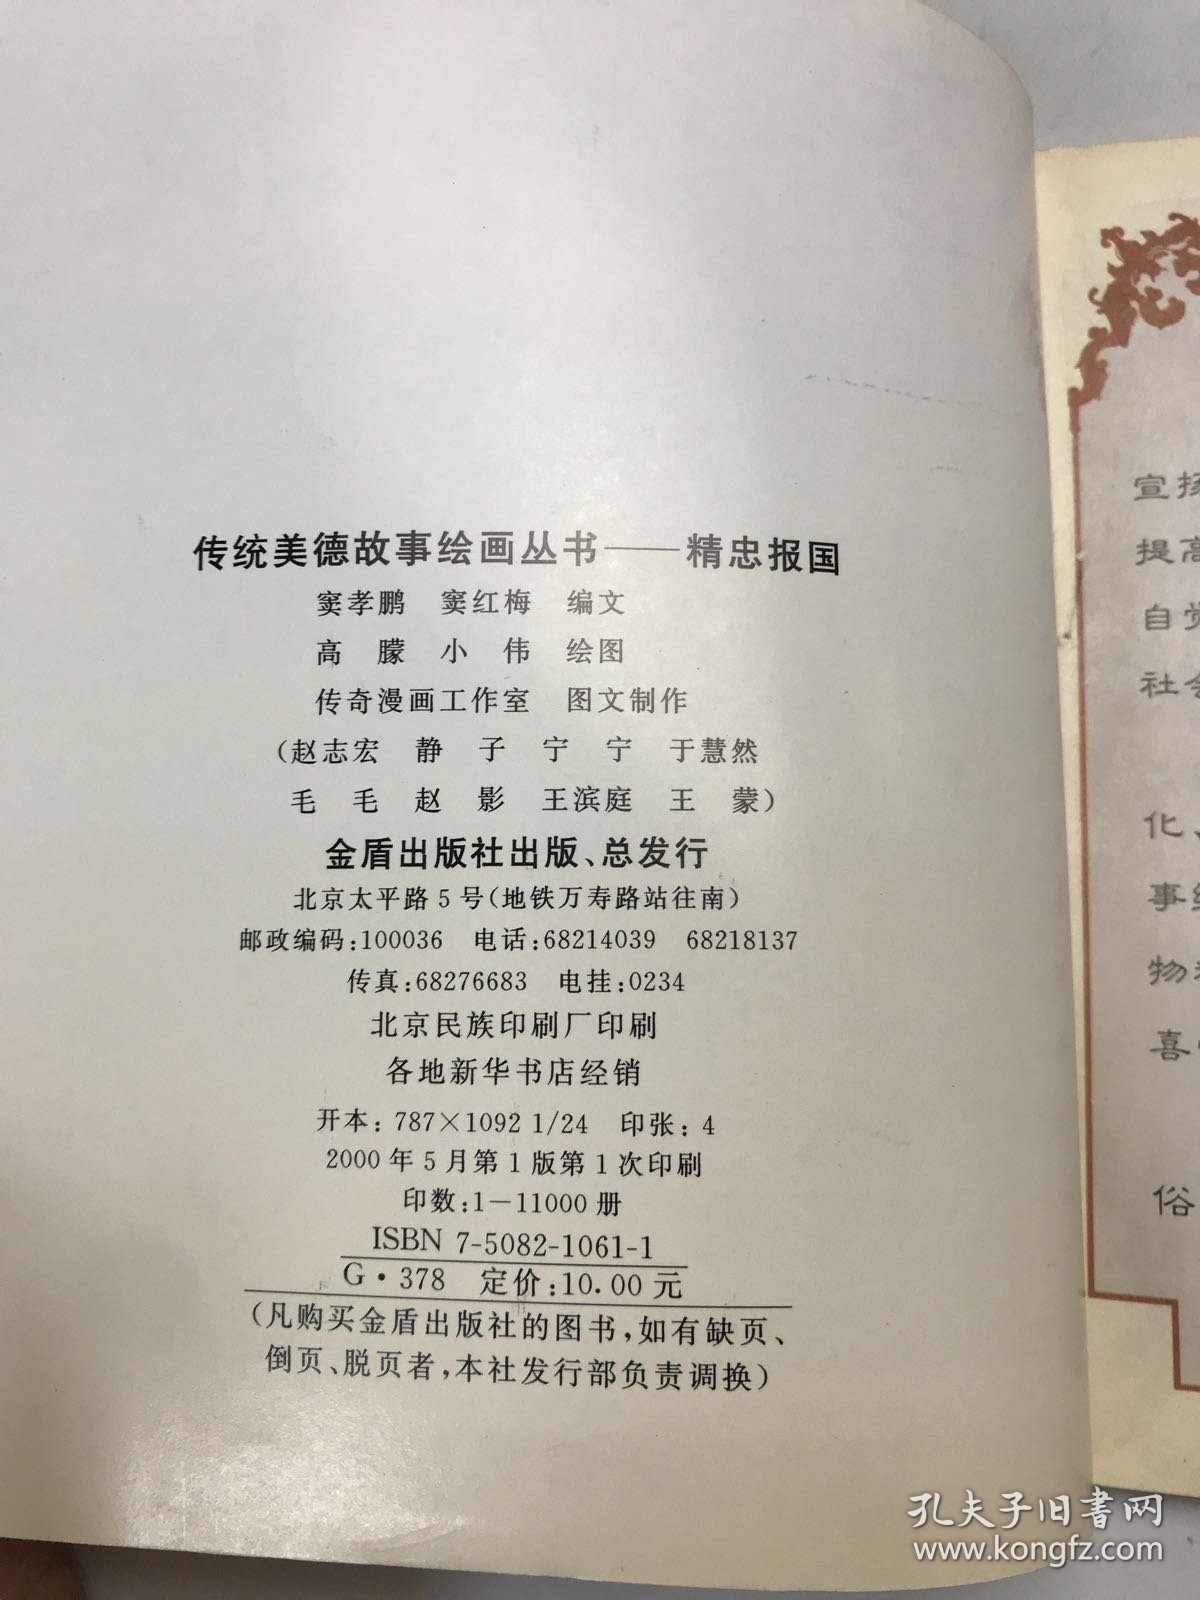 传统美德故事绘画丛书——精忠报国
窦孝鹏 窦红梅 编文
高 朦 小 伟 绘图
传奇漫画工作室 图文制作
(赵志宏 静 子 宁 宁 于慧然
毛 毛 赵 影 王滨庭 王 蒙)
金盾出版社出版、总发行
北京太平路5号(地铁万寿路站往南)
邮政编码:100036 电话:68214039 68218137
传真:68276683 电挂:0234
北京民族印刷厂印刷
各地新华书店经销
开本:787×1092 1/24 印张:4
2000年5月第1版第1次印刷
印数:1—11000册
ISBN 7-5082-1061-1
G·378 定价:10.00元
(凡购买金盾出版社的图书,如有缺页、
倒页、脱页者,本社发行部负责调换)
宣扬
提高
自觉
社会
化、
事
物
喜
俗
孔夫子旧书网
www.kongfz.com